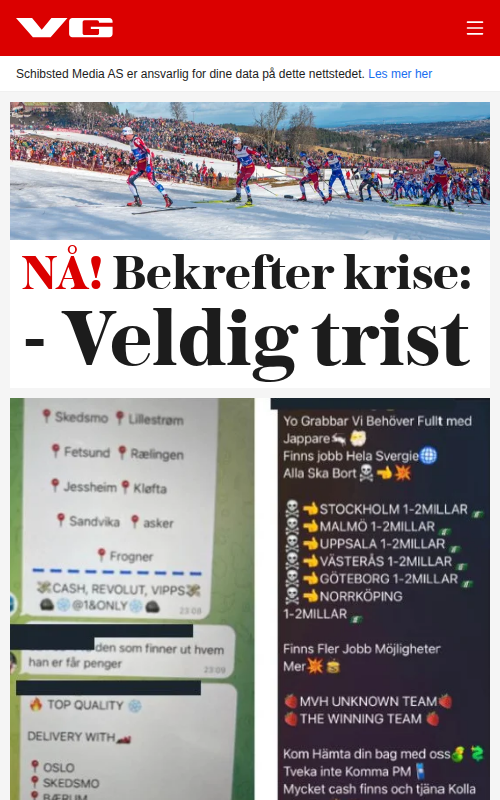 VG
Schibsted Media AS er ansvarlig for dine data på dette nettstedet. Les mer her
NÅ! Bekrefter krise:
- Veldig trist
📍Skedsmo 📍Lillestrøm
📍Fetsund 📍Rælingen
📍Jessheim 📍Kløfta
📍Sandvika 📍asker
📍Frogner
CASH, REVOLUT, VIPPS
@1&ONLY
23:08
den som finner ut hvem
han er får penger
23:09
🔥 TOP QUALITY ❄️
DELIVERY WITH
📍OSLO
📍SKEDSMO
📍BÆRUM
Yo Grabbar Vi Behöver Fullt med
Jappare
Finns jobb Hela Svergie🌐
Alla Ska Bort☠️👉💥
☠️👉STOCKHOLM 1-2MILLAR
☠️👉MALMÖ 1-2MILLAR
☠️👉UPPSALA 1-2MILLAR
☠️👉VÄSTERÅS 1-2MILLAR
☠️👉GÖTEBORG 1-2MILLAR
☠️👉NORRKÖPING
1-2MILLAR
Finns Fler Jobb Möjligheter
Mer💥
🍓MVH UNKNOWN TEAM🍓
🍓THE WINNING TEAM🍓
Kom Hämta din bag med oss
Tveka inte Komma PM
Mycket cash finns och tjäna Kolla